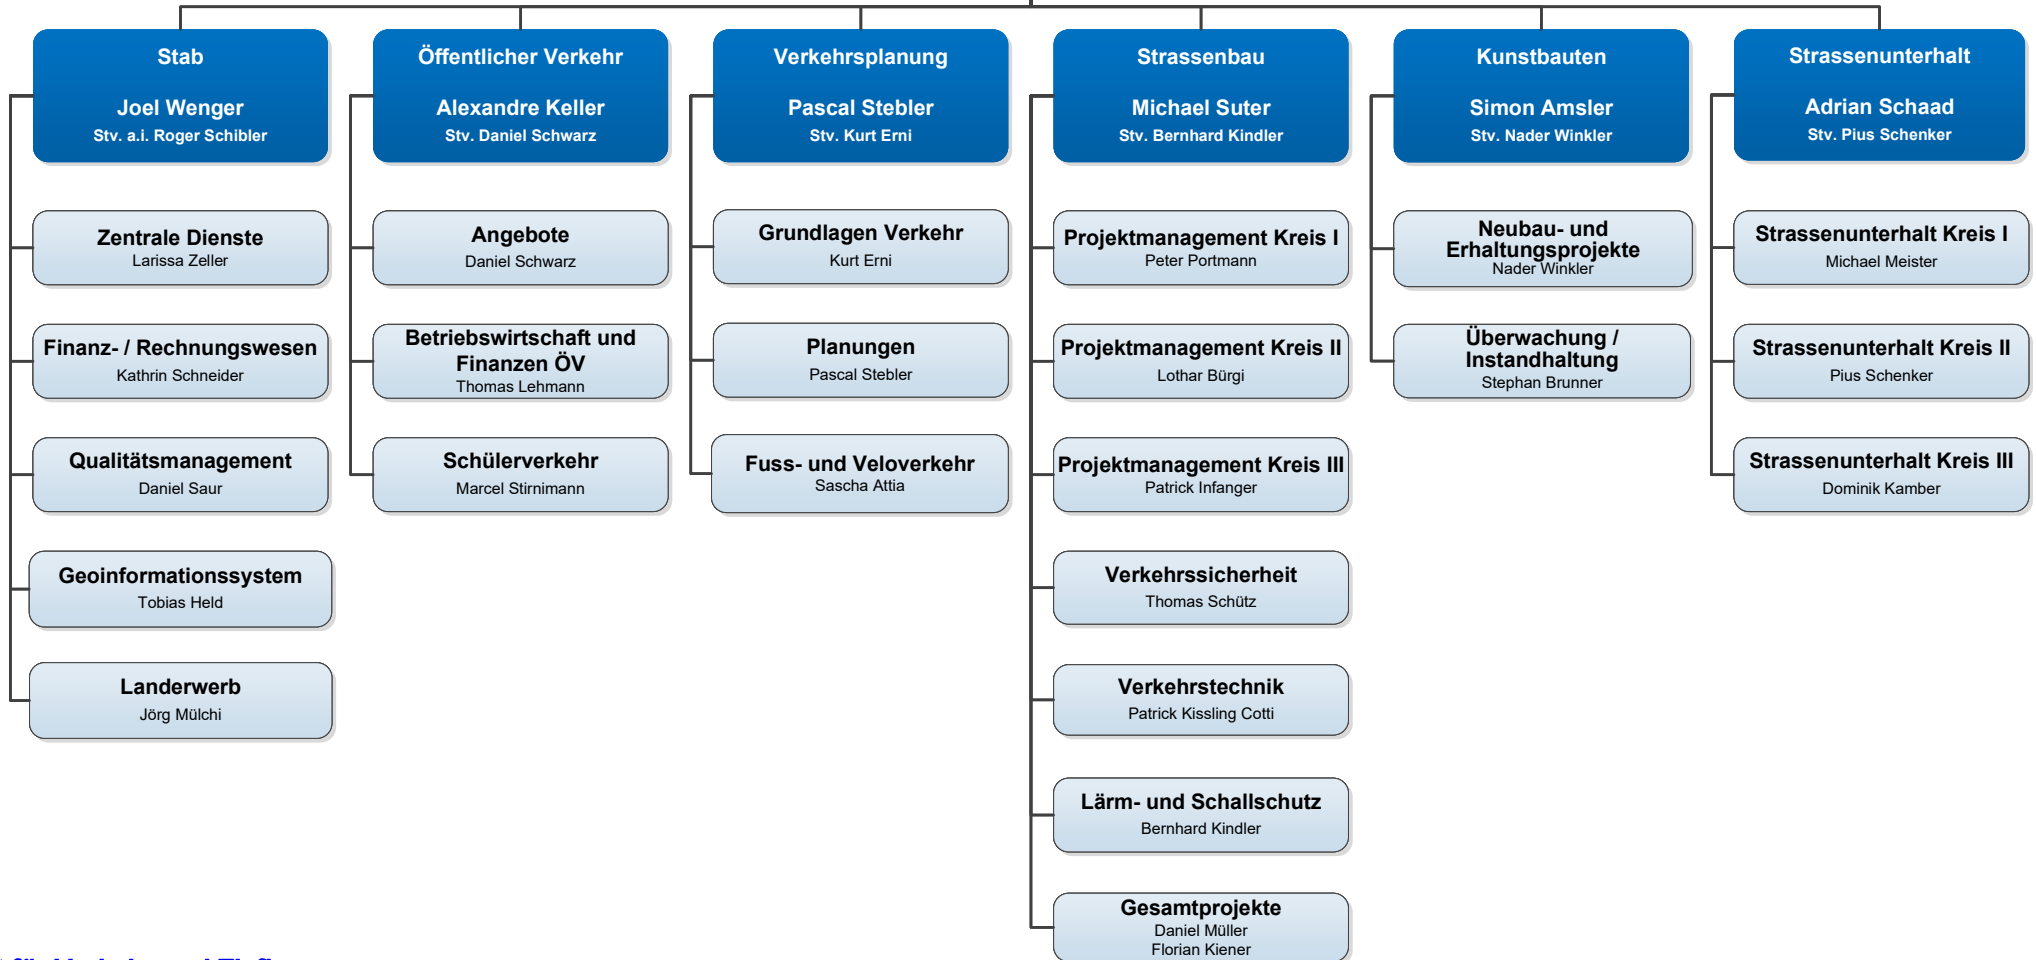 Stab
Joel Wenger
Stv. a.i. Roger Schibler
Zentrale Dienste
Larissa Zeller
Finanz- / Rechnungswesen
Kathrin Schneider
Qualitätsmanagement
Daniel Saur
Geoinformationssystem
Tobias Held
Landerwerb
Jörg Mülchi
Öffentlicher Verkehr
Alexandre Keller
Stv. Daniel Schwarz
Angebote
Daniel Schwarz
Betriebswirtschaft und
Finanzen ÖV
Thomas Lehmann
Schülerverkehr
Marcel Stirnimann
Verkehrsplanung
Pascal Stebler
Stv. Kurt Erni
Grundlagen Verkehr
Kurt Erni
Planungen
Pascal Stebler
Fuss- und Veloverkehr
Sascha Attia
Strassenbau
Michael Suter
Stv. Bernhard Kindler
Projektmanagement Kreis I
Peter Portmann
Projektmanagement Kreis II
Lothar Bürgi
Projektmanagement Kreis III
Patrick Infanger
Verkehrssicherheit
Thomas Schütz
Verkehrstechnik
Patrick Kissling Cotti
Lärm- und Schallschutz
Bernhard Kindler
Gesamtprojekte
Daniel Müller
Florian Kiener
Kunstbauten
Simon Amsler
Stv. Nader Winkler
Neubau- und
Erhaltungsprojekte
Nader Winkler
Überwachung /
Instandhaltung
Stephan Brunner
Strassenunterhalt
Adrian Schaad
Stv. Pius Schenker
Strassenunterhalt Kreis I
Michael Meister
Strassenunterhalt Kreis II
Pius Schenker
Strassenunterhalt Kreis III
Dominik Kamber